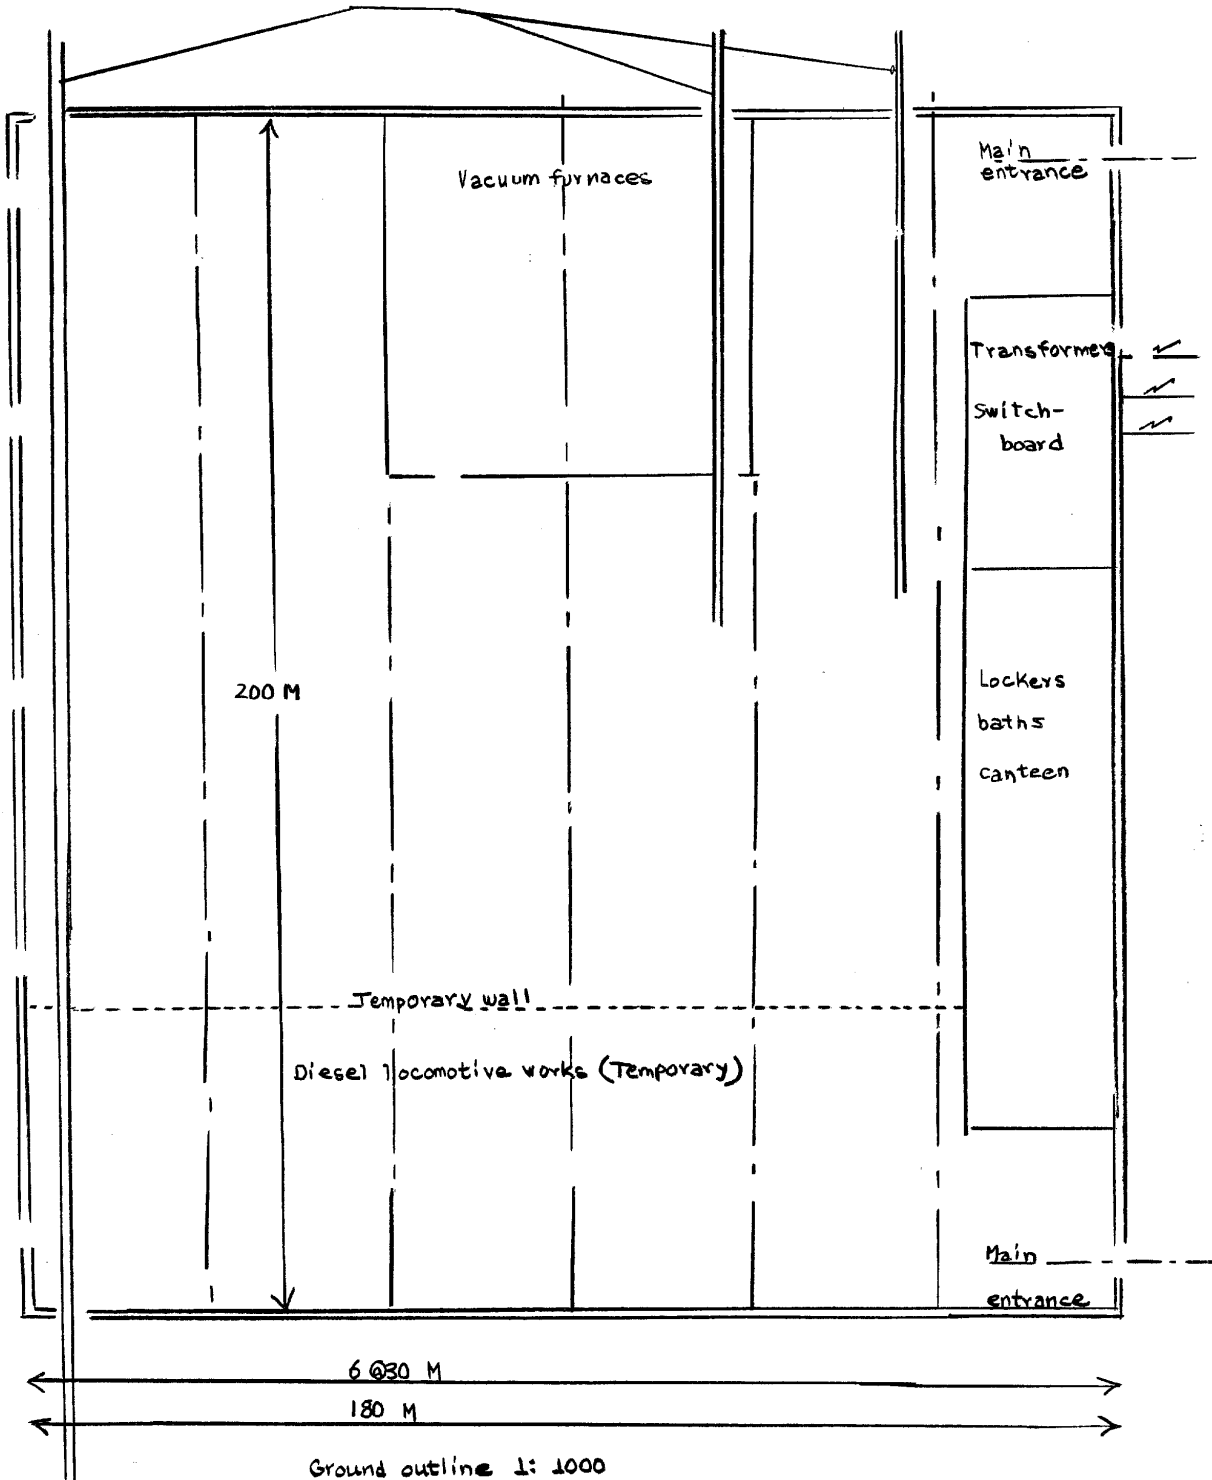 Vacuum furnaces
Main
entrance
Transformers
Switch-
board
200 M
Lockers
baths
canteen
Temporary wall
Diesel locomotive works (Temporary)
Main
entrance
6 @30 M
180 M
Ground outline 1: 1000